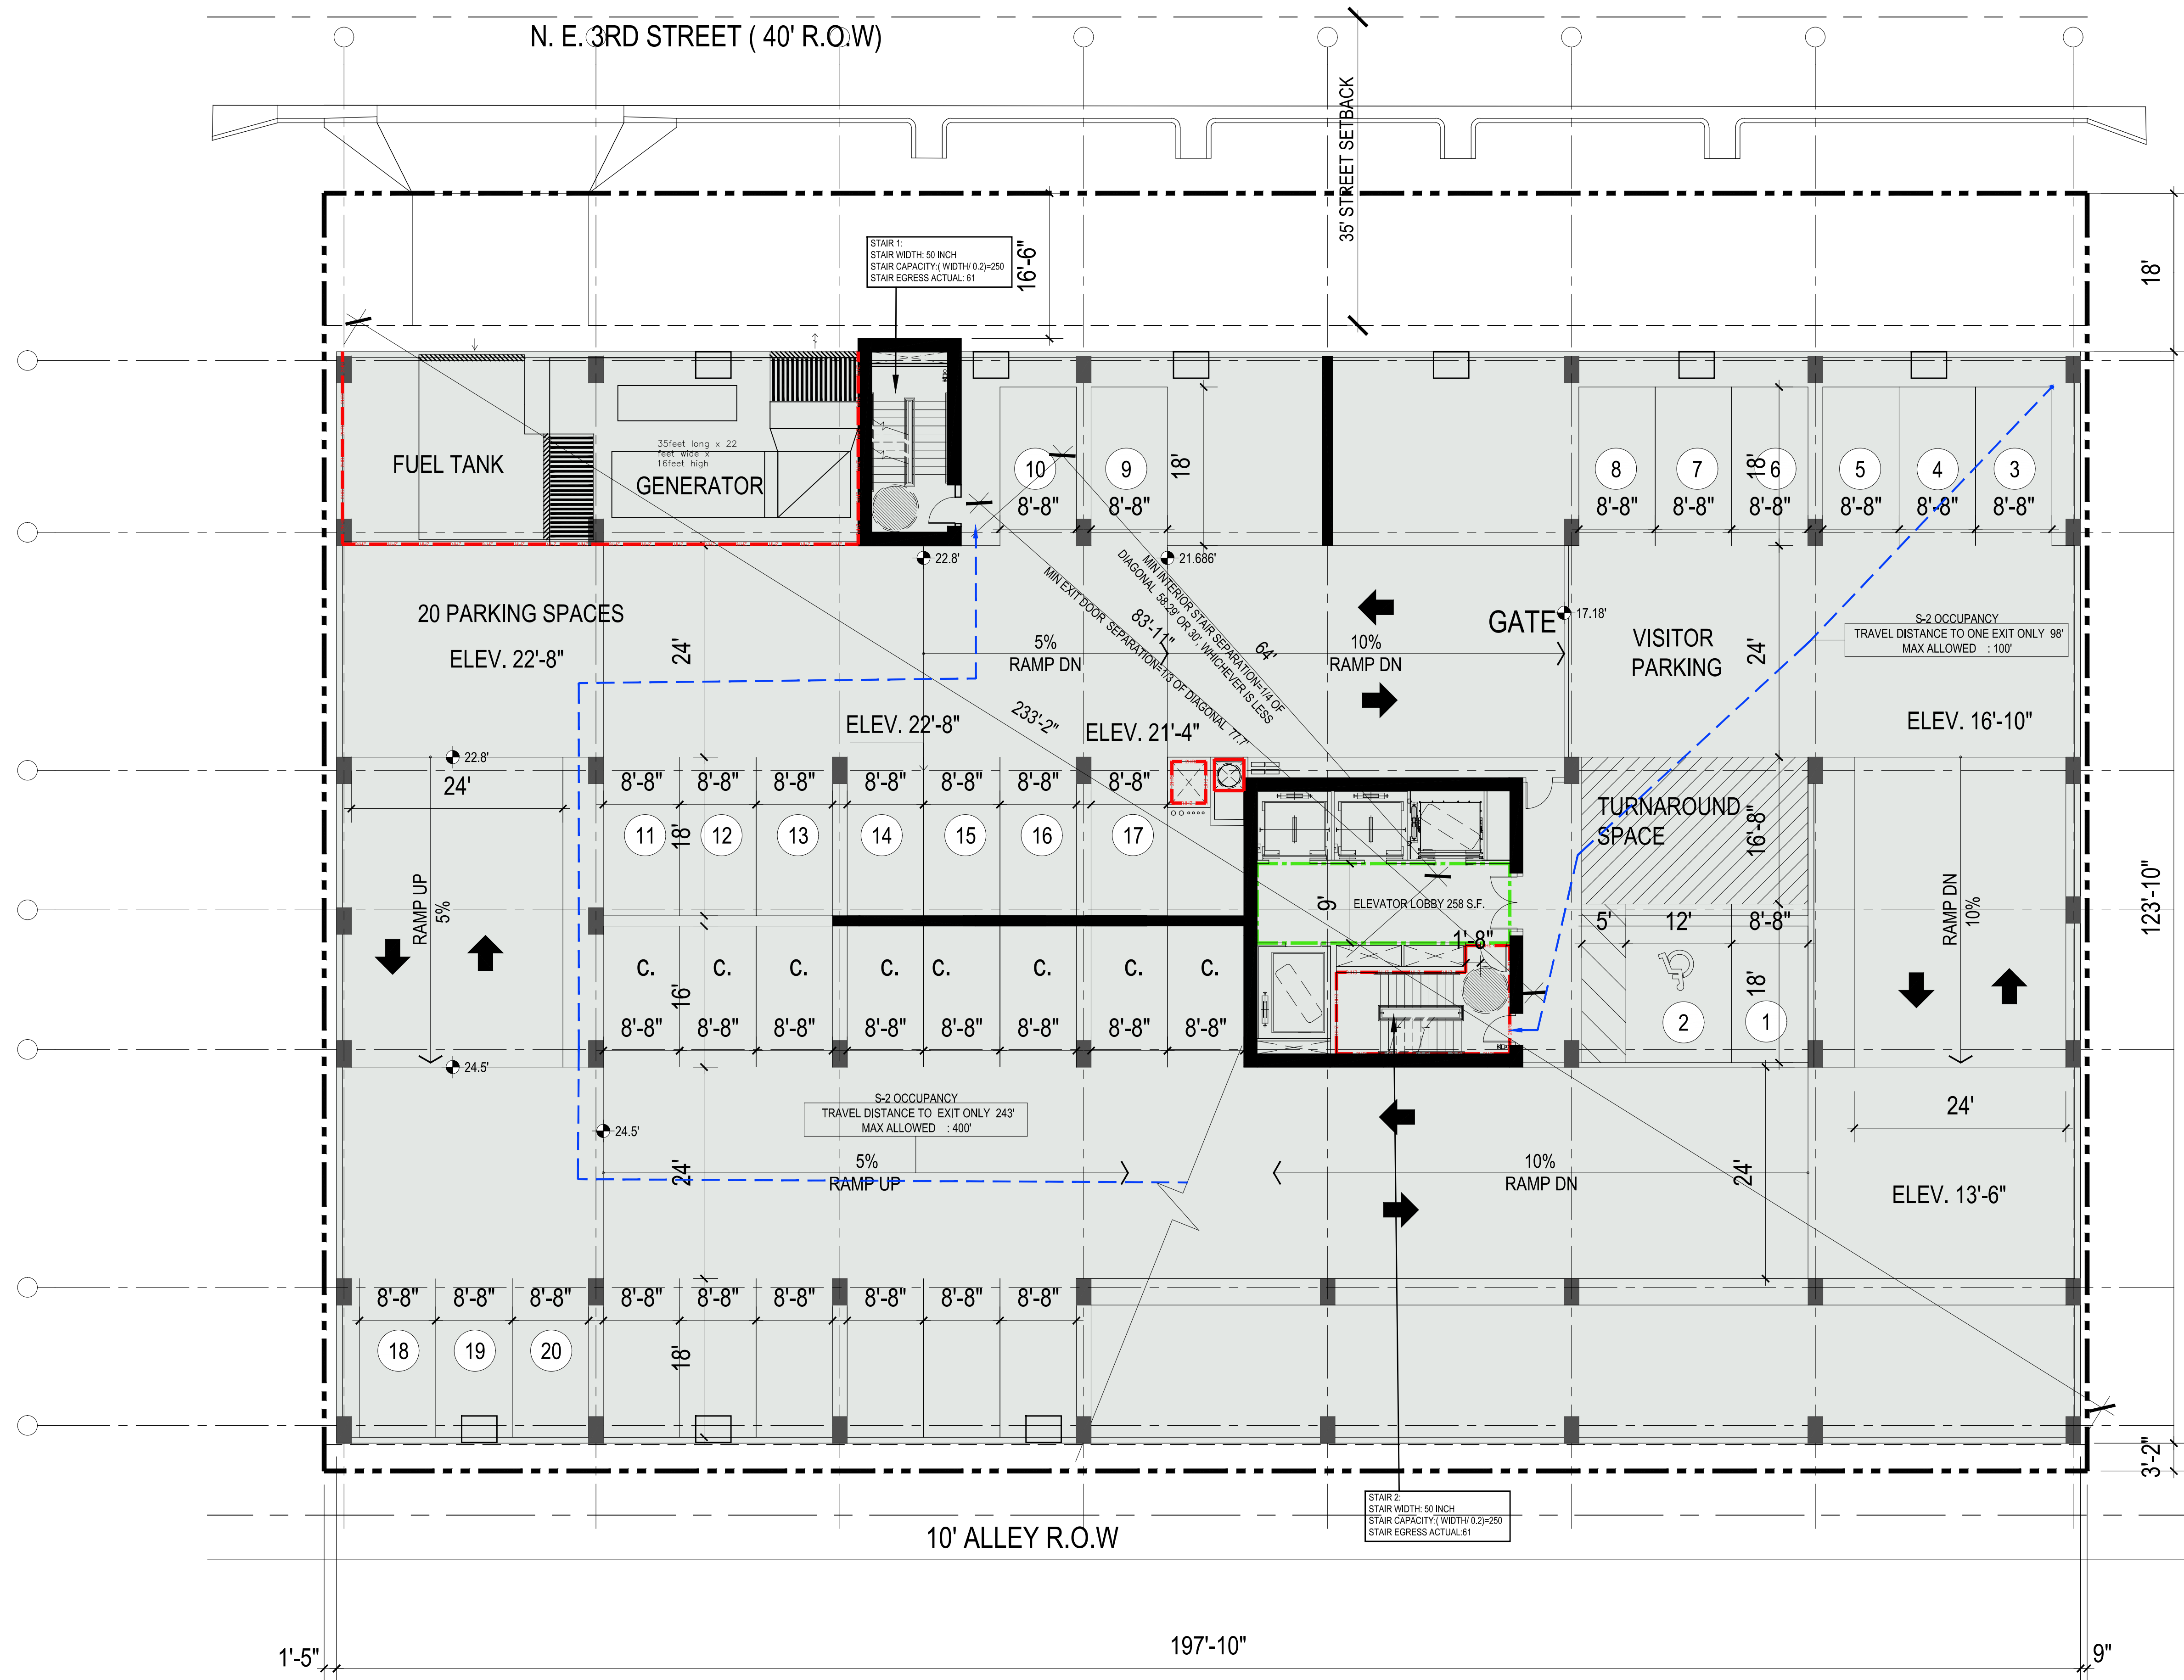 N. E. 3RD STREET ( 40' R.O.W)
35' STREET SETBACK
STAIR 1:
STAIR WIDTH: 50 INCH
STAIR CAPACITY:( WIDTH/ 0.2)=250
STAIR EGRESS ACTUAL: 61
16'-6"
18'
FUEL TANK
35feet long x 22
feet wide x
16feet high
GENERATOR
10
9
18'
8'-8"
8'-8"
8
7
18'
6
5
4
3
8'-8"
8'-8"
8'-8"
8'-8"
8'-8"
8'-8"
22.8'
21.686'
MIN INTERIOR STAIR SEPARATION=1/4 OF
DIAGONAL 58.29' OR 30', WHICHEVER IS LESS
64'
83'-11"
MIN EXIT DOOR SEPARATION=1/3 OF DIAGONAL 77.7'
20 PARKING SPACES
ELEV. 22'-8"
24'
5%
RAMP DN
10%
RAMP DN
GATE
17.18'
VISITOR
PARKING
24'
S-2 OCCUPANCY
TRAVEL DISTANCE TO ONE EXIT ONLY 98'
MAX ALLOWED : 100'
233'-2"
ELEV. 22'-8"
ELEV. 21'-4"
ELEV. 16'-10"
22.8'
24'
8'-8"
8'-8"
8'-8"
8'-8"
8'-8"
8'-8"
8'-8"
11
18'
12
13
14
15
16
17
TURNAROUND
SPACE
16'-8"
RAMP UP
5%
9'
ELEVATOR LOBBY 258 S.F.
1'-8"
5'
12'
8'-8"
RAMP DN
10%
123'-10"
C.
C.
C.
C.
C.
C.
C.
C.
16'
8'-8"
8'-8"
8'-8"
8'-8"
8'-8"
8'-8"
8'-8"
8'-8"
18'
2
1
24.5'
S-2 OCCUPANCY
TRAVEL DISTANCE TO EXIT ONLY 243'
MAX ALLOWED : 400'
24.5'
24'
24'
5%
RAMP UP
10%
RAMP DN
24'
ELEV. 13'-6"
8'-8"
8'-8"
8'-8"
8'-8"
8'-8"
8'-8"
8'-8"
8'-8"
8'-8"
18
19
20
18'
3'-2"
STAIR 2:
STAIR WIDTH: 50 INCH
STAIR CAPACITY:( WIDTH/ 0.2)=250
STAIR EGRESS ACTUAL:61
10' ALLEY R.O.W
1'-5"
197'-10"
9"